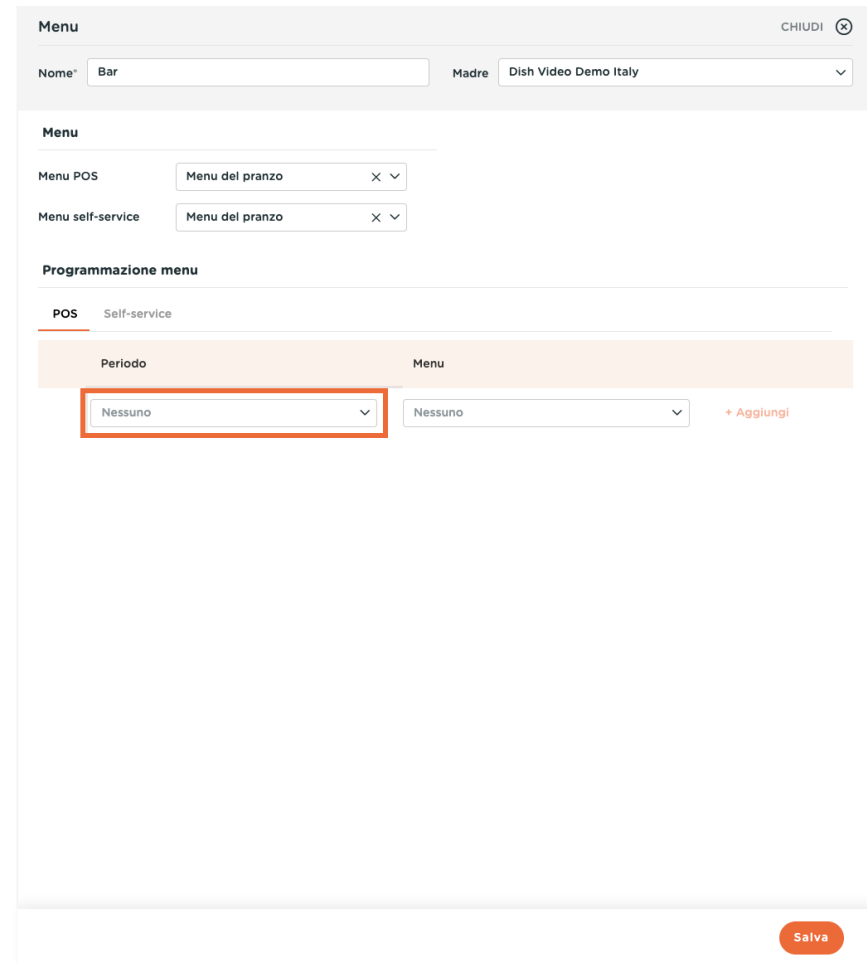 Menu CHIUDI
Nome* Bar Madre Dish Video Demo Italy
Menu
Menu POS Menu del pranzo
Menu self-service Menu del pranzo
Programmazione menu
POS Self-service
Periodo Menu
Nessuno Nessuno + Aggiungi
Salva